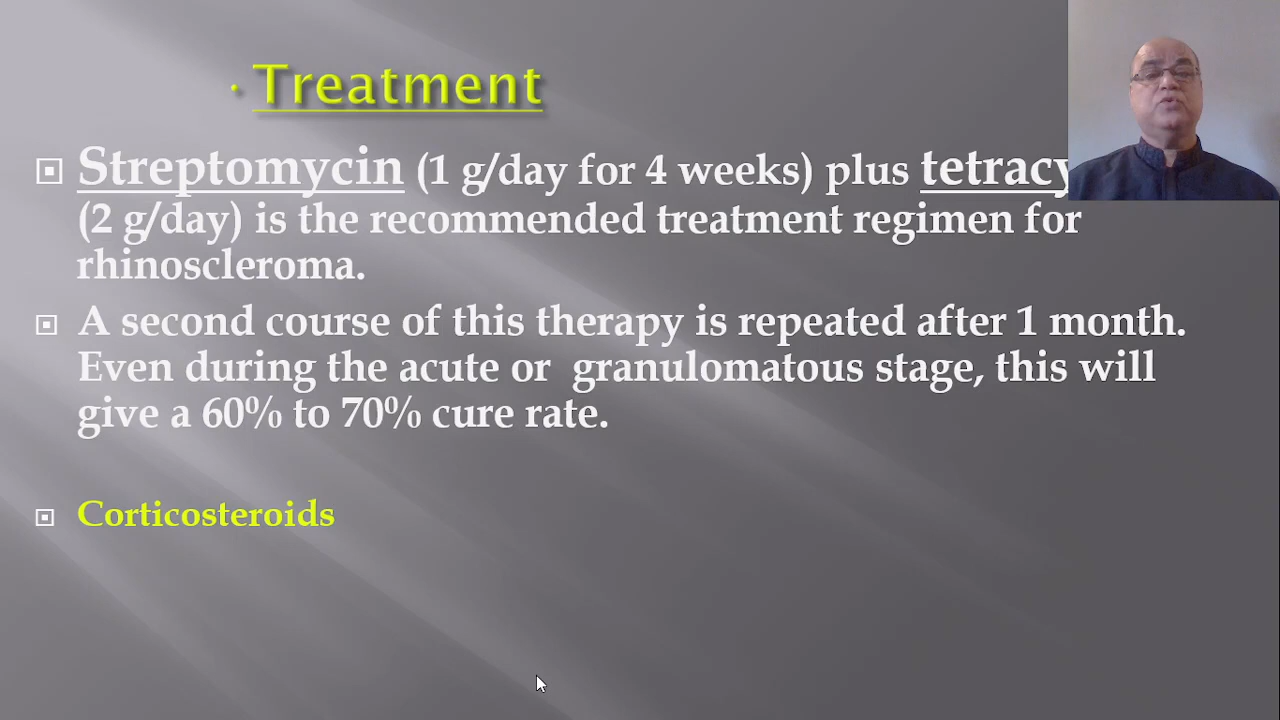 · Treatment
Streptomycin (1 g/day for 4 weeks) plus
(2 g/day) is the recommended treatment regimen for
rhinoscleroma.
A second course of this therapy is repeated after 1 month.
Even during the acute or granulomatous stage, this will
give a 60% to 70% cure rate.
Corticosteroids